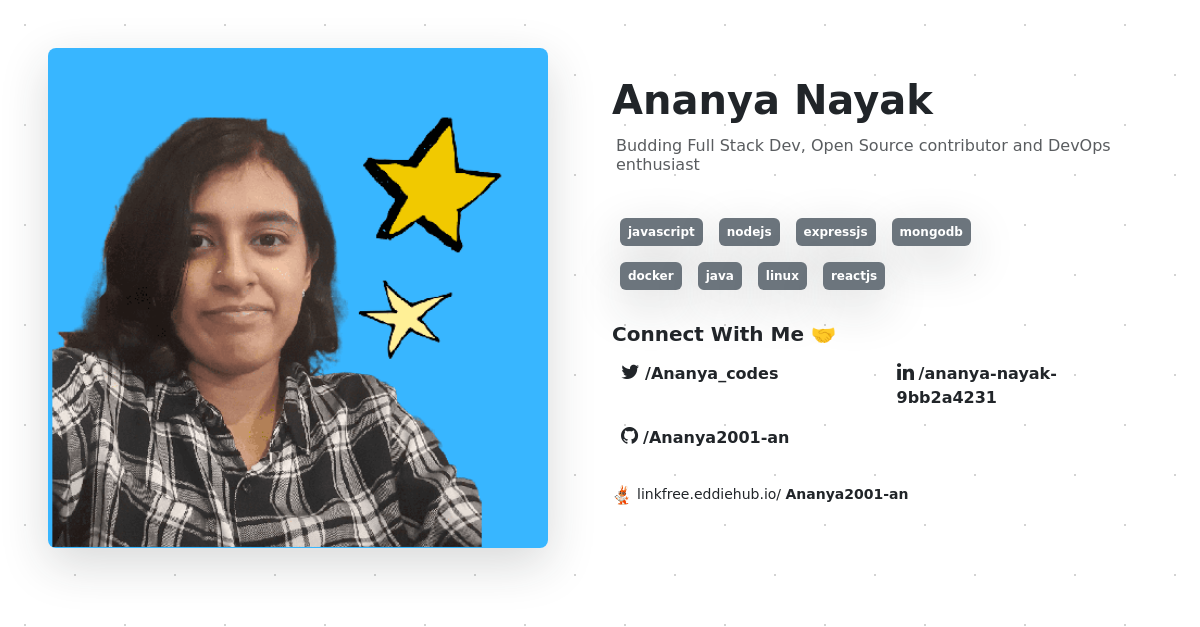 Ananya Nayak
Budding Full Stack Dev, Open Source contributor and DevOps
enthusiast
javascript nodejs expressjs mongodb
docker java linux reactjs
Connect With Me 🤝
/Ananya_codes
/ananya-nayak-
9bb2a4231
/Ananya2001-an
linkfree.eddiehub.io/ Ananya2001-an